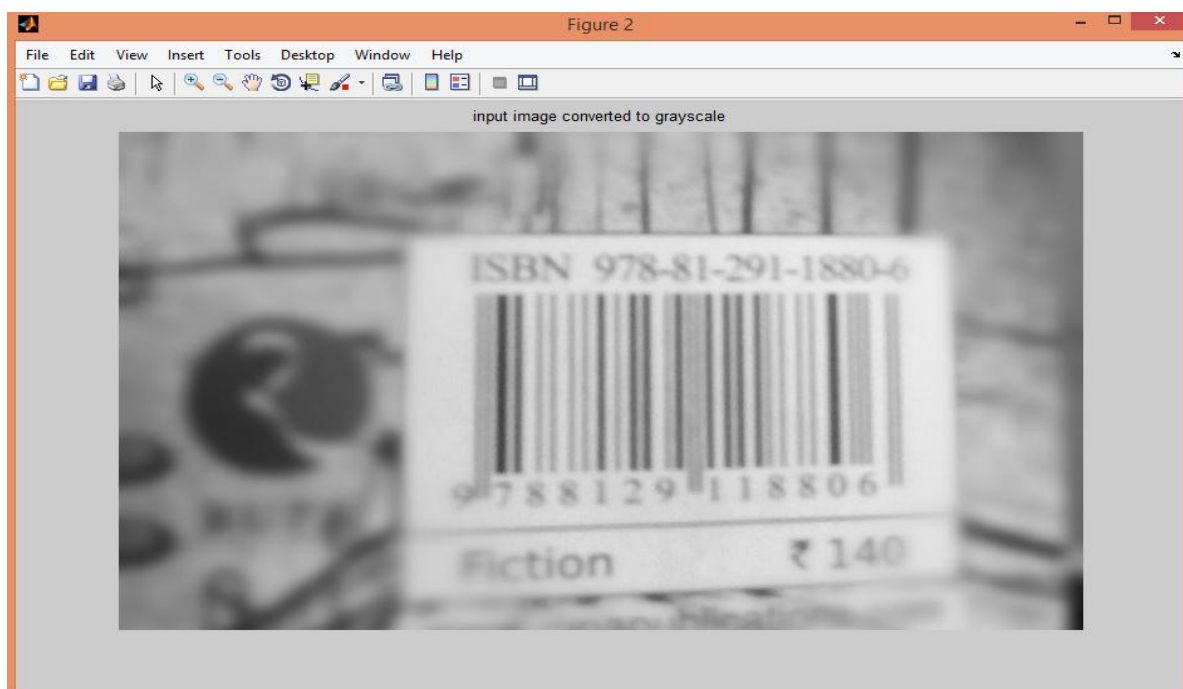 Figure 2
File Edit View Insert Tools Desktop Window Help
input image converted to grayscale
ISBN 978-81-291-1880-6
9 788129 118806
Fiction ₹ 140